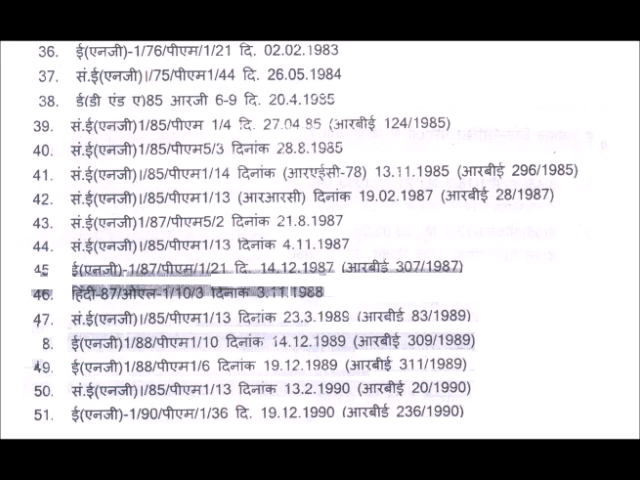 36. ई(एनजी)-1/76/पीएम/1/21 दि. 02.02.1983
37. सं.ई(एनजी)।/75/पीएम1/44 दि. 26.05.1984
38. ई(डी एंड ए)85 आरजी 6-9 दि. 20.4.1985
39. सं.ई(एनजी)1/85/पीएम 1/4 दि. 27.04.85 (आरबीई 124/1985)
40. सं.ई(एनजी)1/85/पीएम5/3 दिनांक 28.8.1985
41. सं.ई(एनजी)।/85/पीएम1/14 दिनांक (आरएईसी-78) 13.11.1985 (आरबीई 296/1985)
42. सं.ई(एनजी)।/85/पीएम1/13 (आरआरसी) दिनांक 19.02.1987 (आरबीई 28/1987)
43. सं.ई(एनजी)1/87/पीएम5/2 दिनांक 21.8.1987
44. सं.ई(एनजी)।/85/पीएम1/13 दिनांक 4.11.1987
45 ई(एनजी)-1/87/पीएम/1/21 दि. 14.12.1987 (आरबीई 307/1987)
46. हिंदी-87/ओएल-1/10/3 दिनांक 3.11.1988
47. सं.ई(एनजी)।/85/पीएम1/13 दिनांक 23.3.1989 (आरबीई 83/1989)
8. ई(एनजी)1/88/पीएम1/10 दिनांक 14.12.1989 (आरबीई 309/1989)
49. ई(एनजी)1/88/पीएम1/6 दिनांक 19.12.1989 (आरबीई 311/1989)
50. सं.ई(एनजी)।/85/पीएम1/13 दिनांक 13.2.1990 (आरबीई 20/1990)
51. ई(एनजी)-1/90/पीएम/1/36 दि. 19.12.1990 (आरबीई 236/1990)